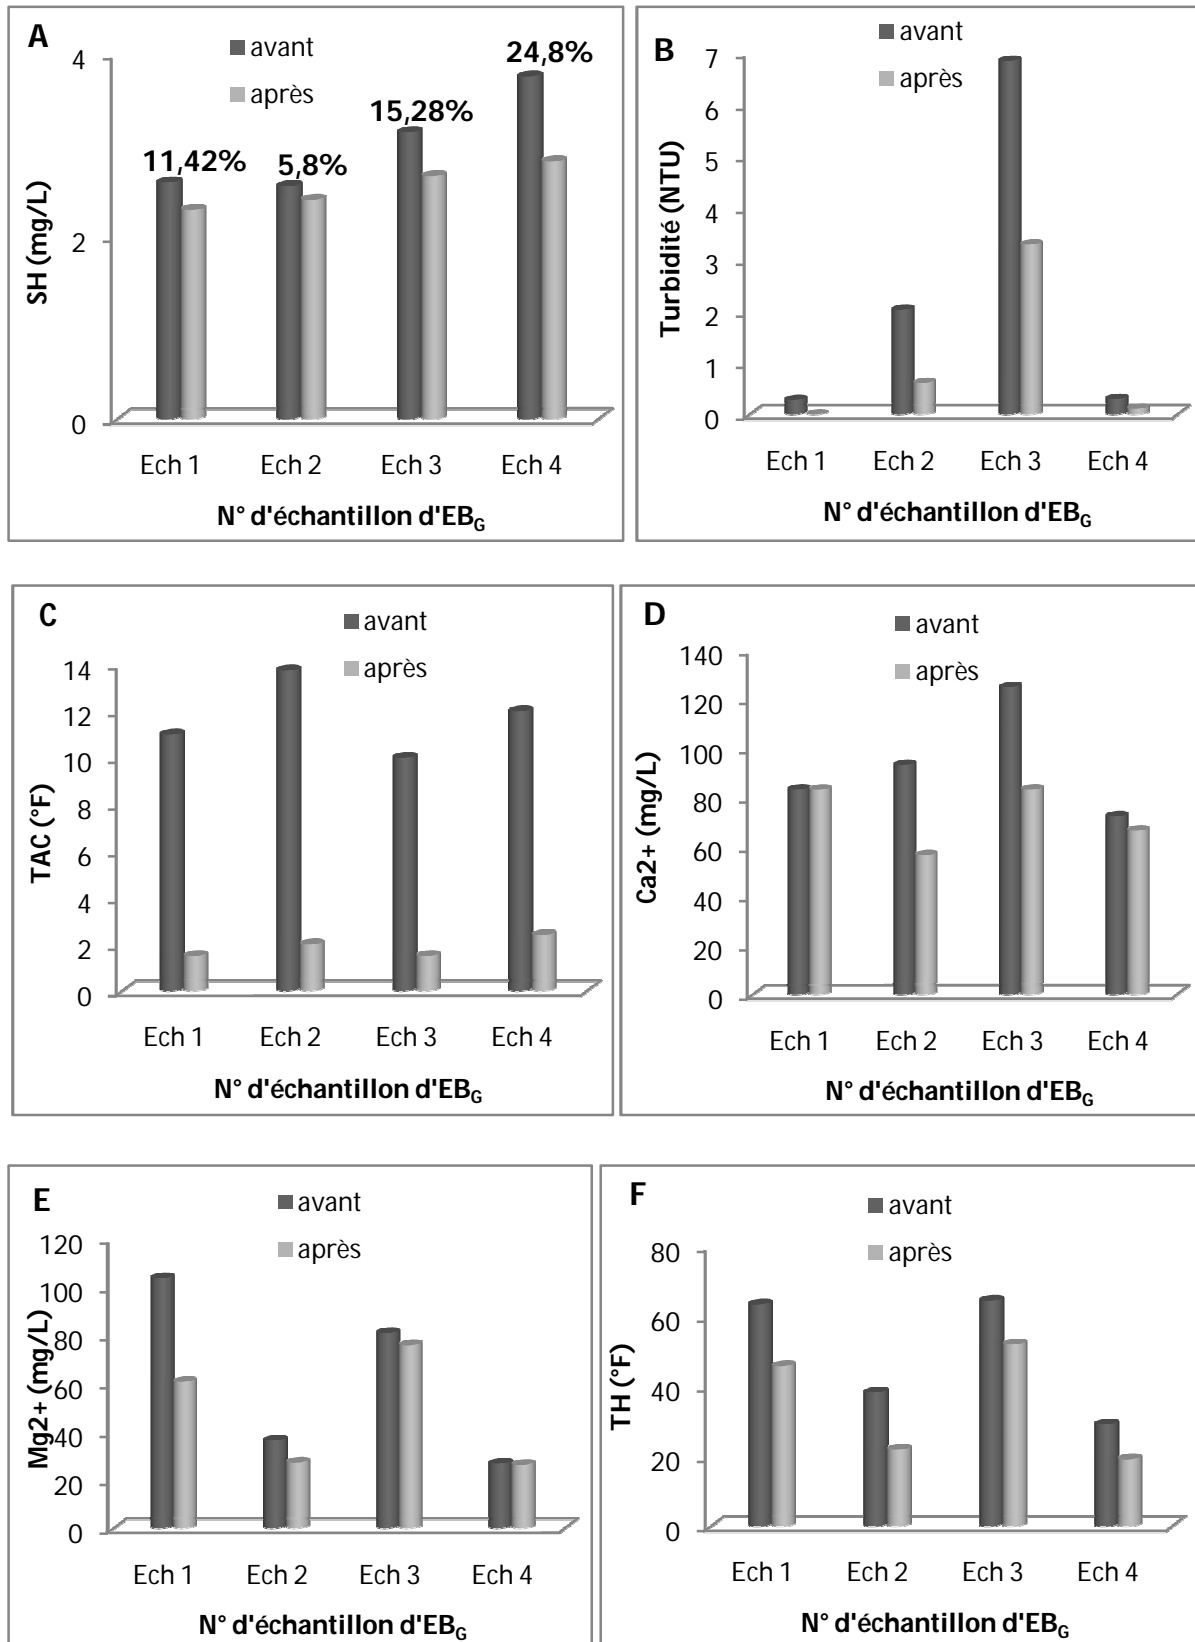 A
avant
après
SH (mg/L)
4
2
0
11,42%
5,8%
15,28%
24,8%
Ech 1
Ech 2
Ech 3
Ech 4
N° d'échantillon d'EBG
B
avant
après
Turbidité (NTU)
7
6
5
4
3
2
1
0
Ech 1
Ech 2
Ech 3
Ech 4
N° d'échantillon d'EBG
C
avant
après
TAC (°F)
14
12
10
8
6
4
2
0
Ech 1
Ech 2
Ech 3
Ech 4
N° d'échantillon d'EBG
D
avant
après
Ca2+ (mg/L)
140
120
100
80
60
40
20
0
Ech 1
Ech 2
Ech 3
Ech 4
N° d'échantillon d'EBG
E
avant
après
Mg2+ (mg/L)
120
100
80
60
40
20
0
Ech 1
Ech 2
Ech 3
Ech 4
N° d'échantillon d'EBG
F
avant
après
TH (°F)
80
60
40
20
0
Ech 1
Ech 2
Ech 3
Ech 4
N° d'échantillon d'EBG